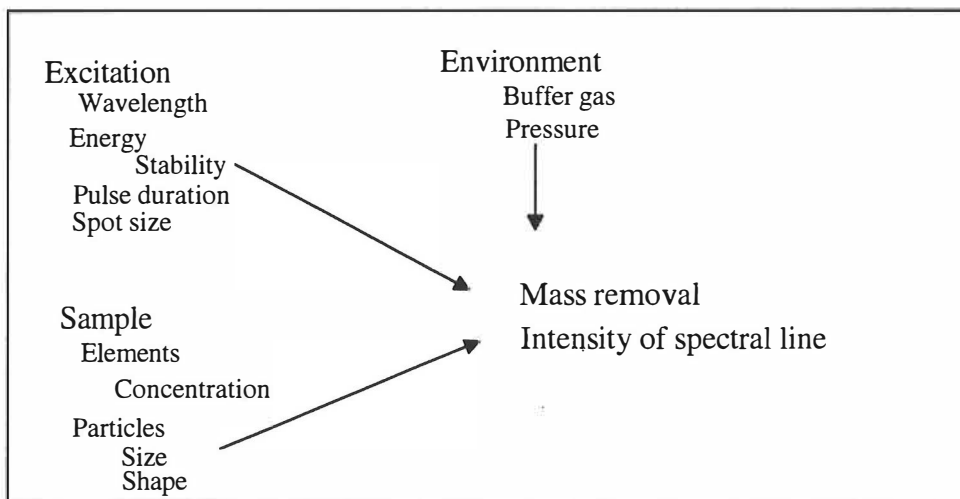 Excitation
Wavelength
Energy
Stability
Pulse duration
Spot size
Environment
Buffer gas
Pressure
Sample
Elements
Concentration
Particles
Size
Shape
Mass removal
Intensity of spectral line